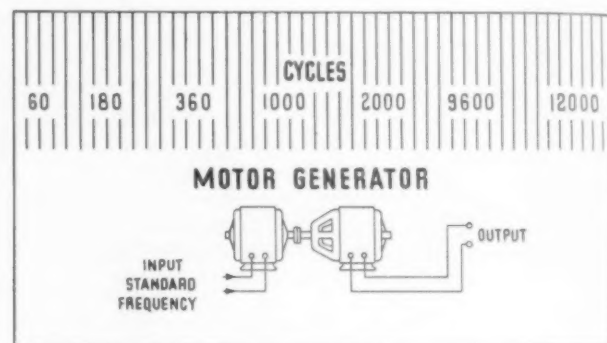 CYCLES
60 180 360 1000 2000 9600 12000
MOTOR GENERATOR
OUTPUT
INPUT
STANDARD
FREQUENCY